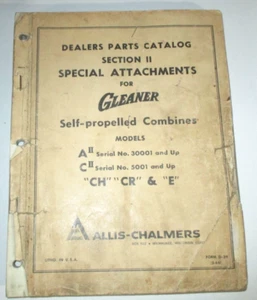 DEALERS PARTS CATALOG
SECTION II
SPECIAL ATTACHMENTS
FOR
GLEANER
Self-propelled Combines
MODELS
AII Serial No. 30001 and Up
CII Serial No. 5001 and Up
"CH" "CR" & "E"
ALLIS-CHALMERS